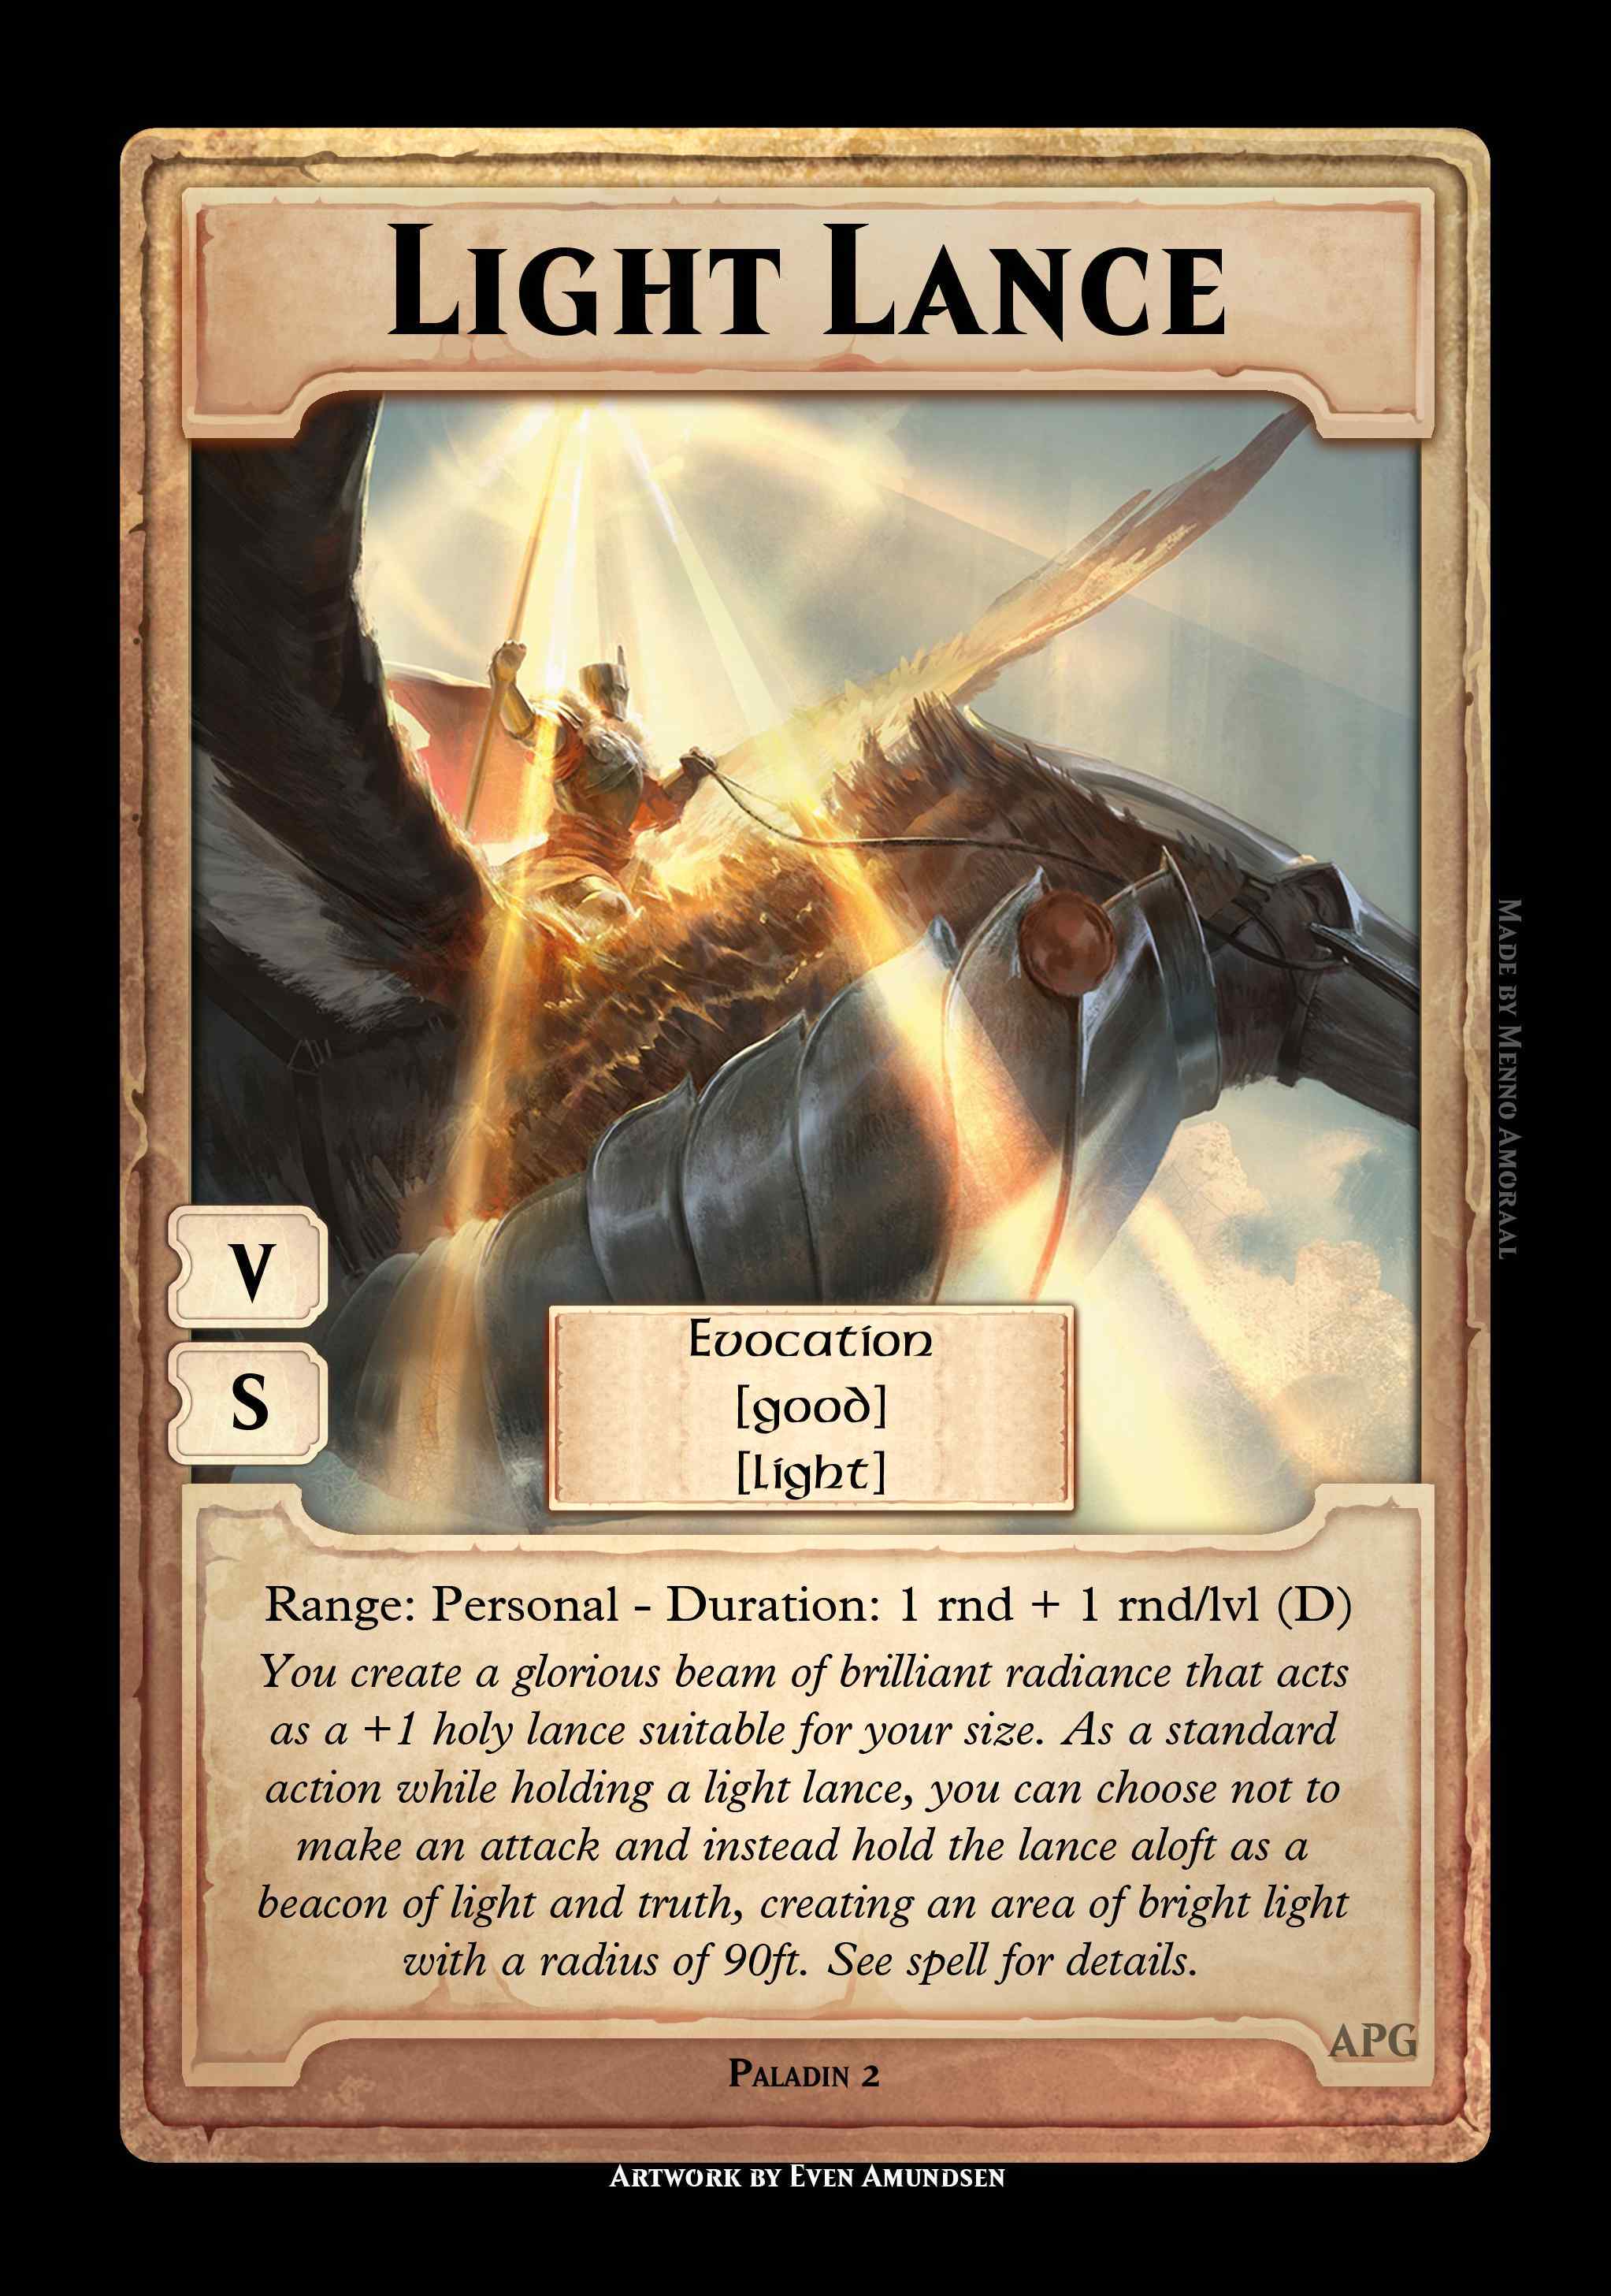 Light Lance
Made by Menno Amoraal
V
S
Evocation
[good]
[light]
Range: Personal - Duration: 1 rnd + 1 rnd/lvl (D)
You create a glorious beam of brilliant radiance that acts
as a +1 holy lance suitable for your size. As a standard
action while holding a light lance, you can choose not to
make an attack and instead hold the lance aloft as a
beacon of light and truth, creating an area of bright light
with a radius of 90ft. See spell for details.
APG
Paladin 2
Artwork by Even Amundsen